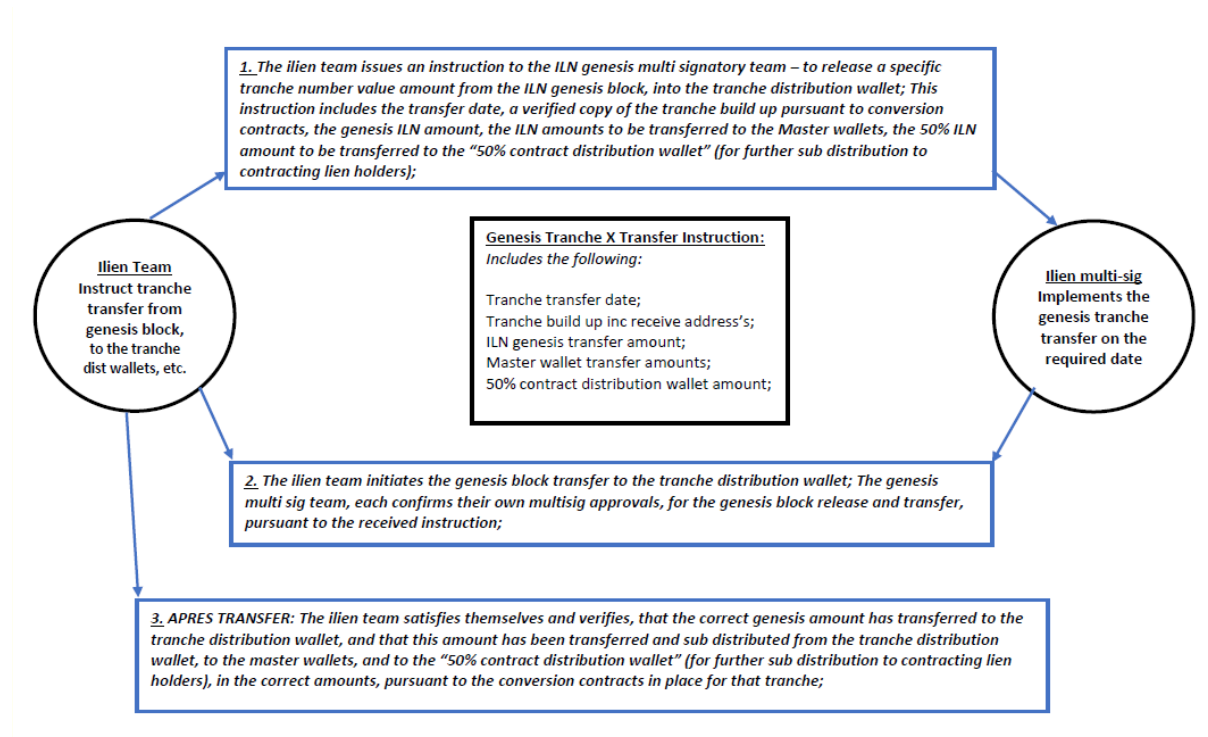 1. The ilien team issues an instruction to the ILN genesis multi signatory team – to release a specific
tranche number value amount from the ILN genesis block, into the tranche distribution wallet; This
instruction includes the transfer date, a verified copy of the tranche build up pursuant to conversion
contracts, the genesis ILN amount, the ILN amounts to be transferred to the Master wallets, the 50% ILN
amount to be transferred to the “50% contract distribution wallet” (for further sub distribution to
contracting lien holders);
Ilien Team
Instruct tranche
transfer from
genesis block,
to the tranche
dist wallets, etc.
Genesis Tranche X Transfer Instruction:
Includes the following:
Tranche transfer date;
Tranche build up inc receive address's;
ILN genesis transfer amount;
Master wallet transfer amounts;
50% contract distribution wallet amount;
Ilien multi-sig
Implements the
genesis tranche
transfer on the
required date
2. The ilien team initiates the genesis block transfer to the tranche distribution wallet; The genesis
multi sig team, each confirms their own multisig approvals, for the genesis block release and transfer,
pursuant to the received instruction;
3. APRES TRANSFER: The ilien team satisfies themselves and verifies, that the correct genesis amount has transferred to the
tranche distribution wallet, and that this amount has been transferred and sub distributed from the tranche distribution
wallet, to the master wallets, and to the “50% contract distribution wallet” (for further sub distribution to contracting lien
holders), in the correct amounts, pursuant to the conversion contracts in place for that tranche;